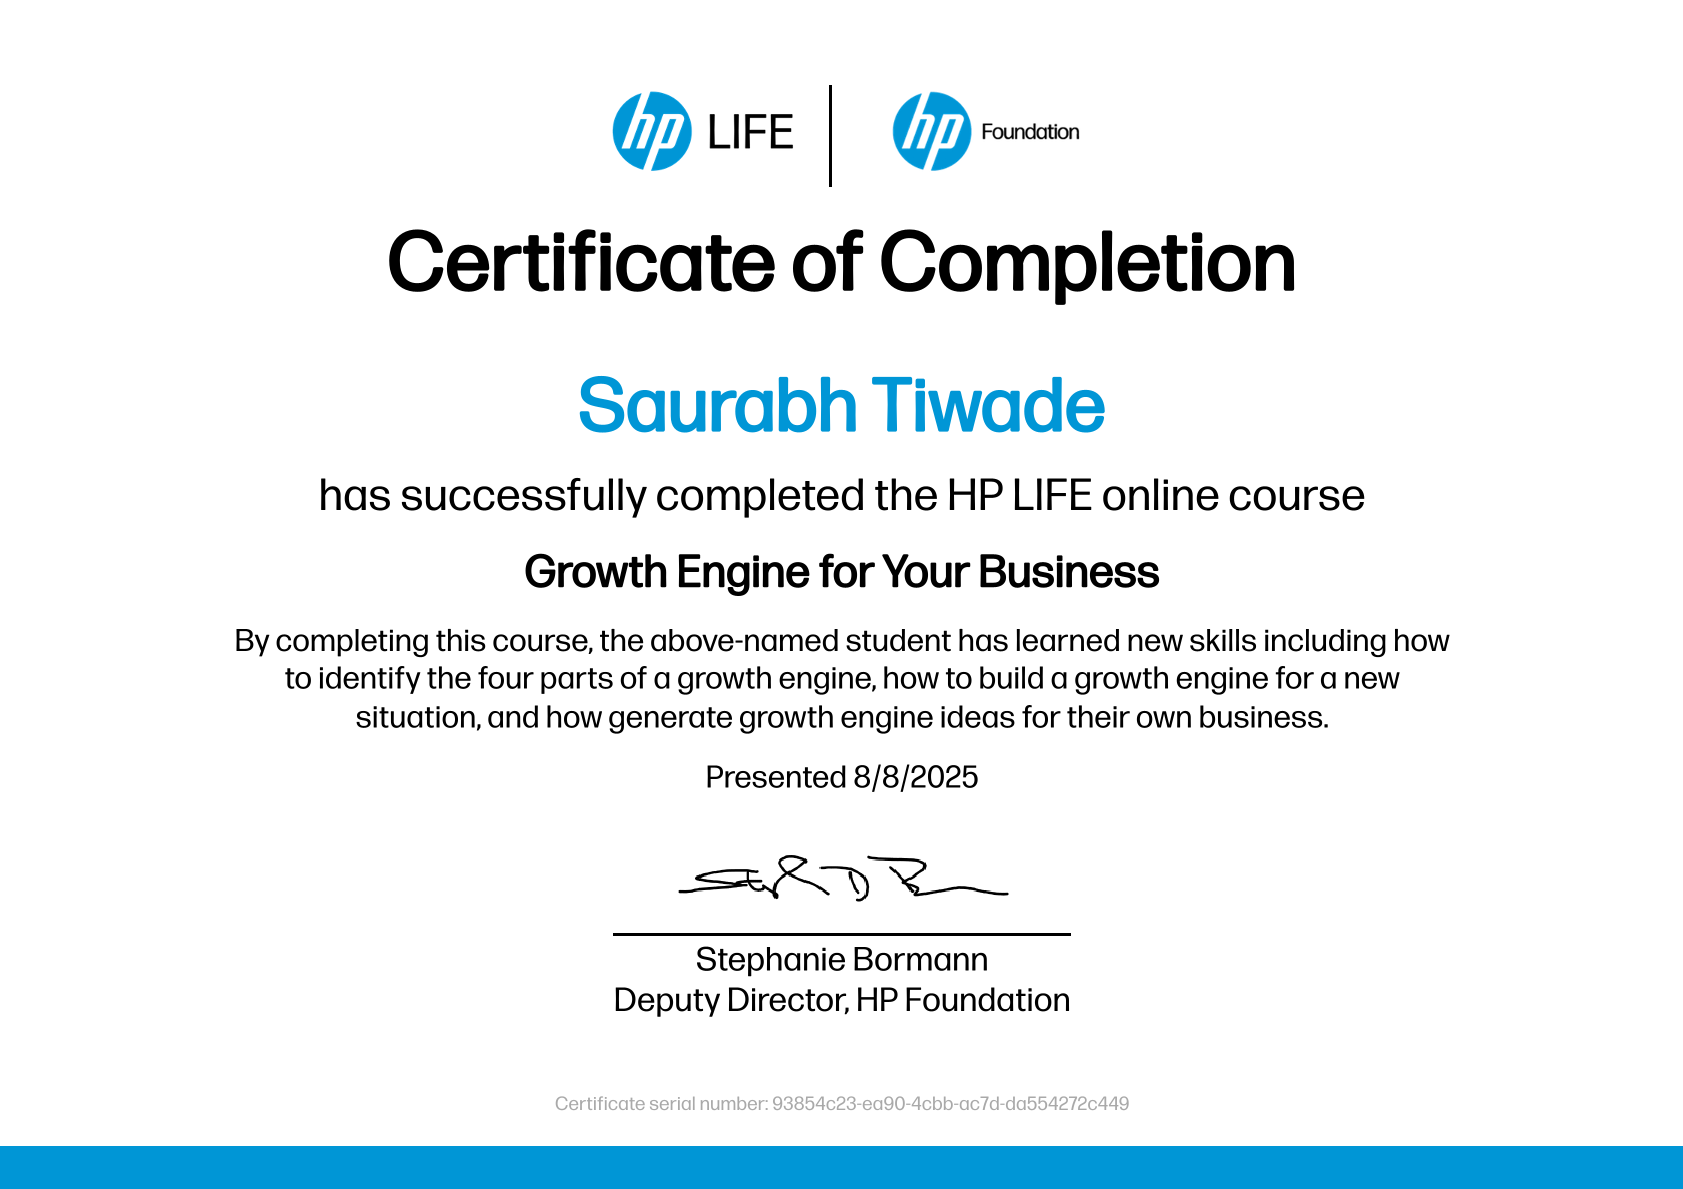 hp LIFE | hp Foundation
Certificate of Completion
Saurabh Tiwade
has successfully completed the HP LIFE online course
Growth Engine for Your Business
By completing this course, the above-named student has learned new skills including how
to identify the four parts of a growth engine, how to build a growth engine for a new
situation, and how generate growth engine ideas for their own business.
Presented 8/8/2025
Stephanie Bormann
Deputy Director, HP Foundation
Certificate serial number: 93854c23-ea90-4cbb-ac7d-da554272c449